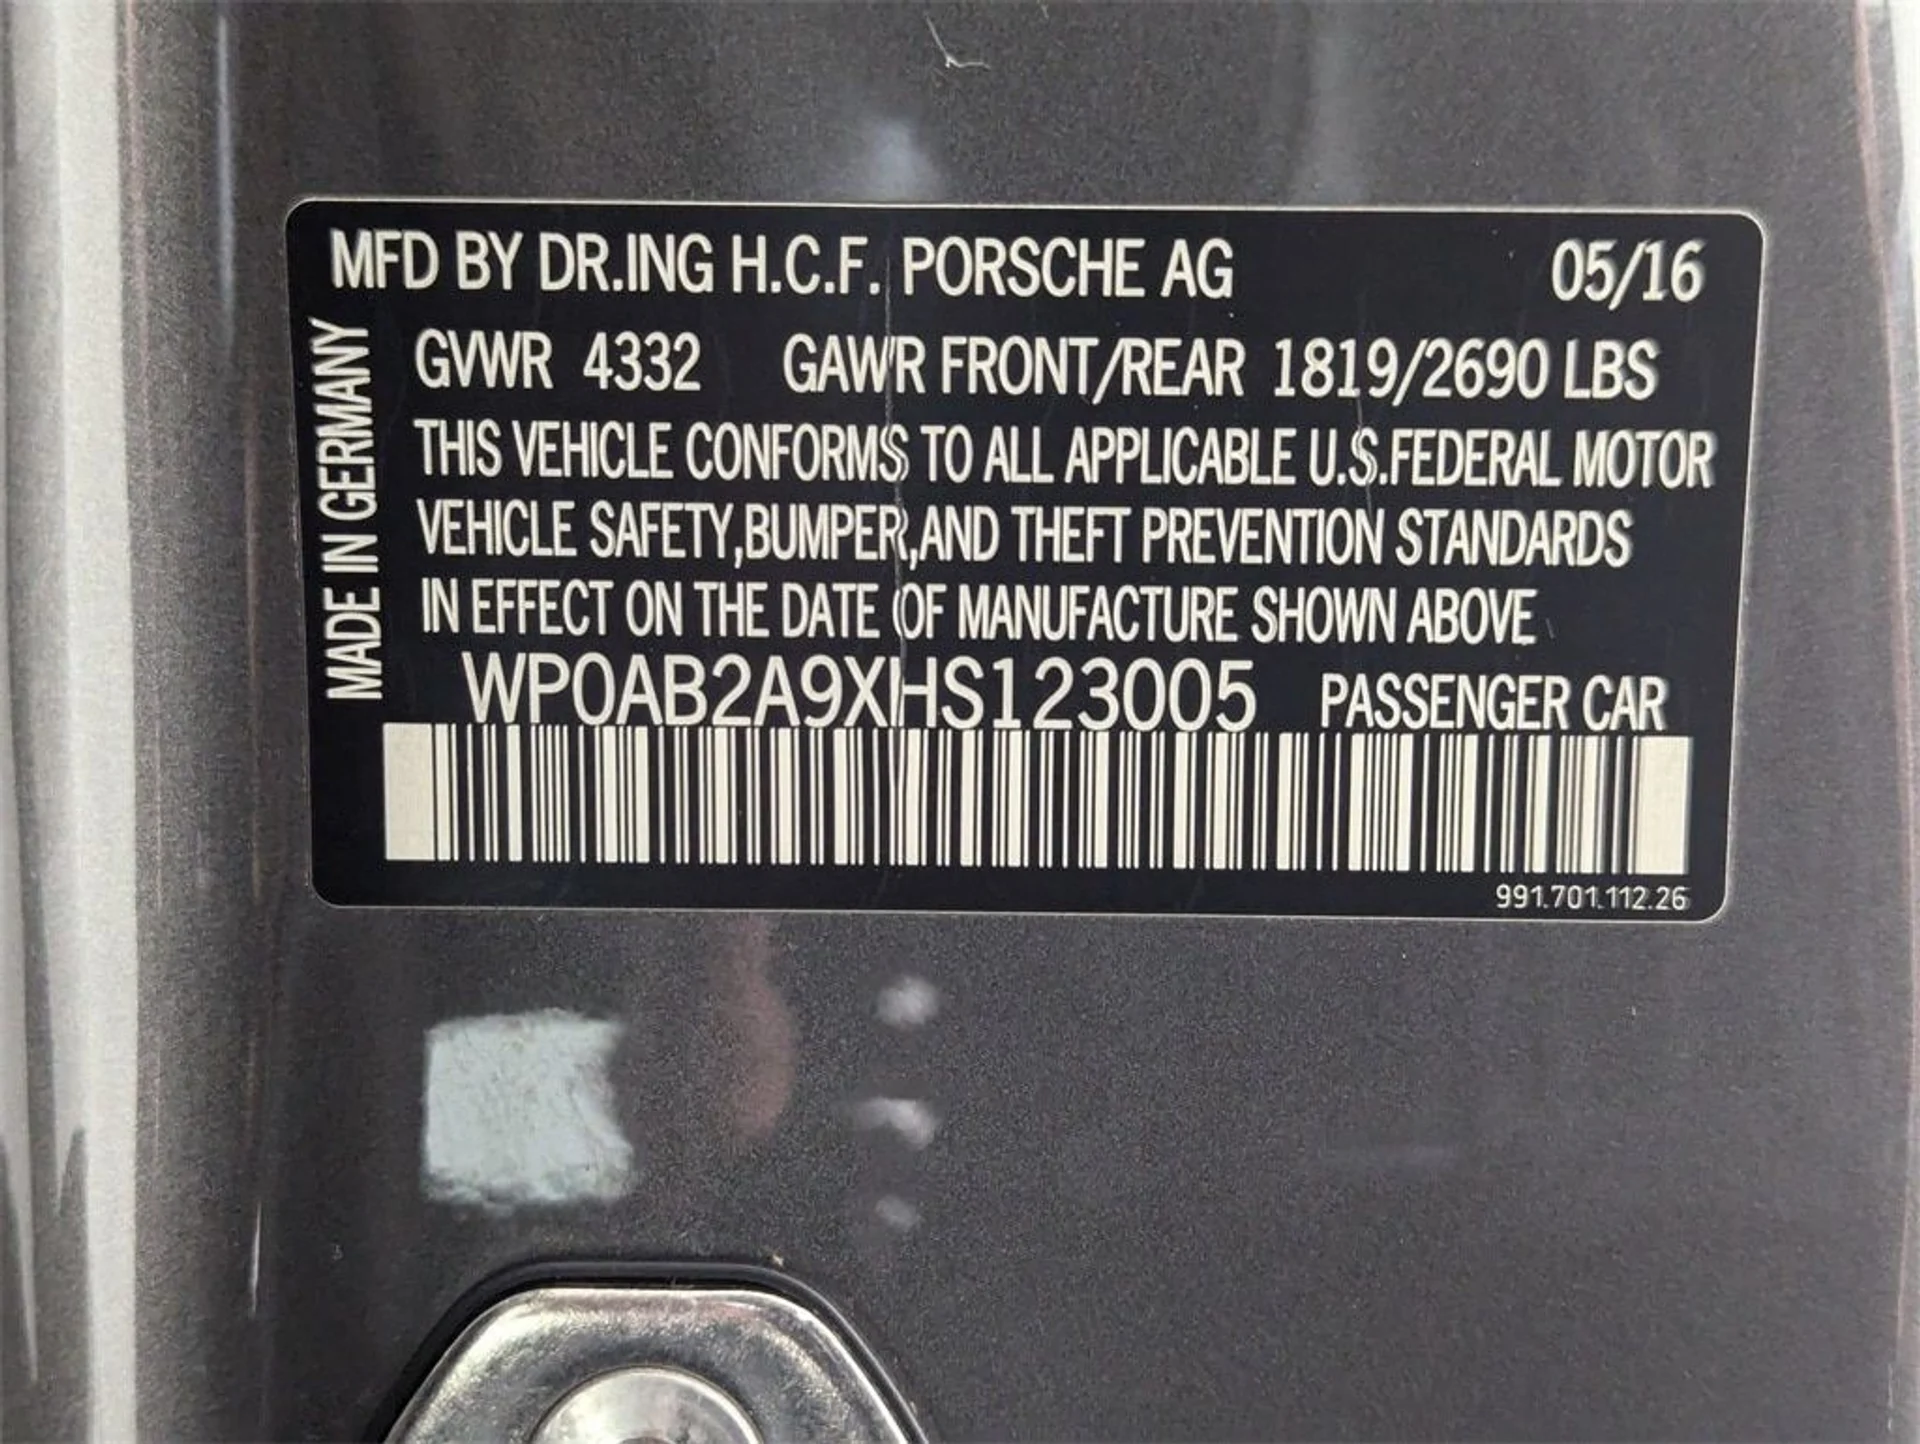 MFD BY DR.ING H.C.F. PORSCHE AG 05/16
GVWR 4332 GAWR FRONT/REAR 1819/2690 LBS
THIS VEHICLE CONFORMS TO ALL APPLICABLE U.S.FEDERAL MOTOR
VEHICLE SAFETY,BUMPER,AND THEFT PREVENTION STANDARDS
IN EFFECT ON THE DATE OF MANUFACTURE SHOWN ABOVE
WP0AB2A9XHS123005 PASSENGER CAR
991.701.112.26
MADE IN GERMANY